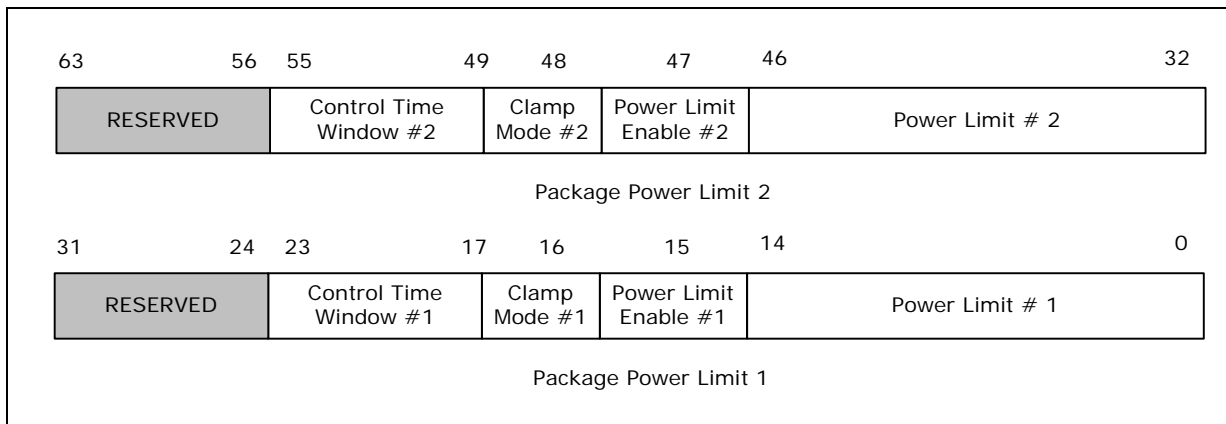 63 56 55 49 48 47 46 32
RESERVED Control Time Window #2 Clamp Mode #2 Power Limit Enable #2 Power Limit # 2
Package Power Limit 2
31 24 23 17 16 15 14 0
RESERVED Control Time Window #1 Clamp Mode #1 Power Limit Enable #1 Power Limit # 1
Package Power Limit 1